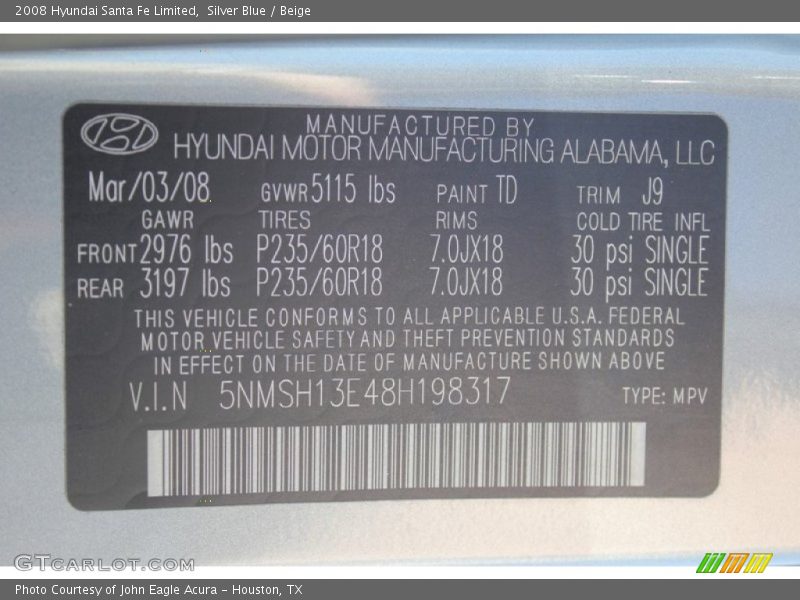 2008 Hyundai Santa Fe Limited,  Silver Blue / Beige
MANUFACTURED BY
HYUNDAI MOTOR MANUFACTURING ALABAMA, LLC
Mar/03/08 GVWR 5115 lbs PAINT TD TRIM J9
GAWR TIRES RIMS COLD TIRE INFL
FRONT 2976 lbs P235/60R18 7.0JX18 30 psi SINGLE
REAR 3197 lbs P235/60R18 7.0JX18 30 psi SINGLE
THIS VEHICLE CONFORMS TO ALL APPLICABLE U.S.A. FEDERAL
MOTOR VEHICLE SAFETY AND THEFT PREVENTION STANDARDS
IN EFFECT ON THE DATE OF MANUFACTURE SHOWN ABOVE
V.I.N 5NMSH13E48H198317 TYPE: MPV
GTCARLOT.COM
Photo Courtesy of John Eagle Acura - Houston, TX